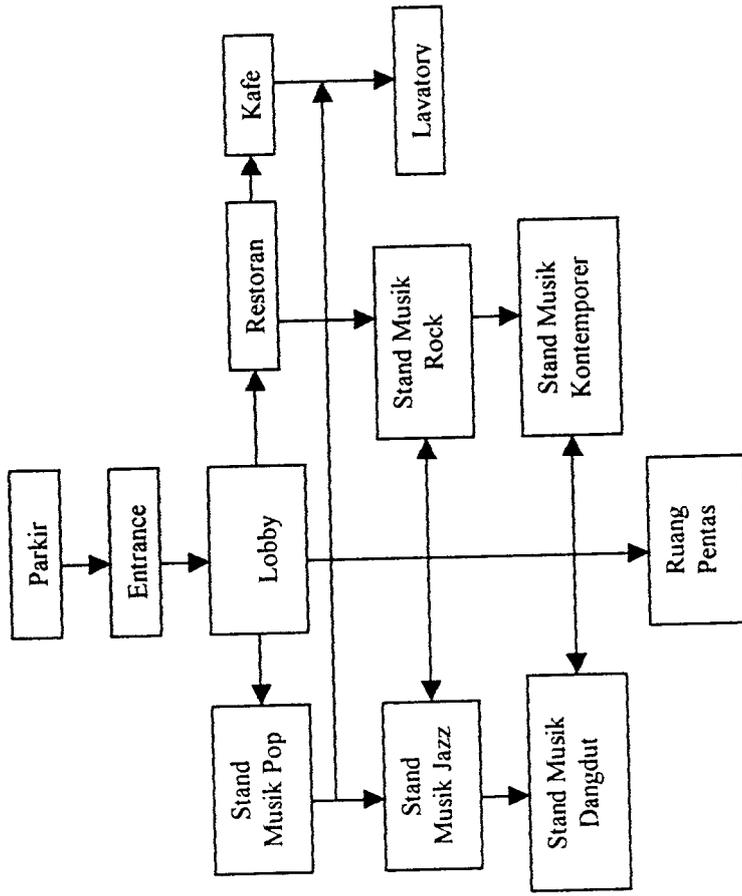 Parkir
Entrance
Lobby
Stand
Musik Pop
Restoran
Kafe
Stand
Musik Jazz
Stand Musik
Rock
Lavatory
Stand Musik
Dangdut
Stand Musik
Kontemporer
Ruang
Pentas